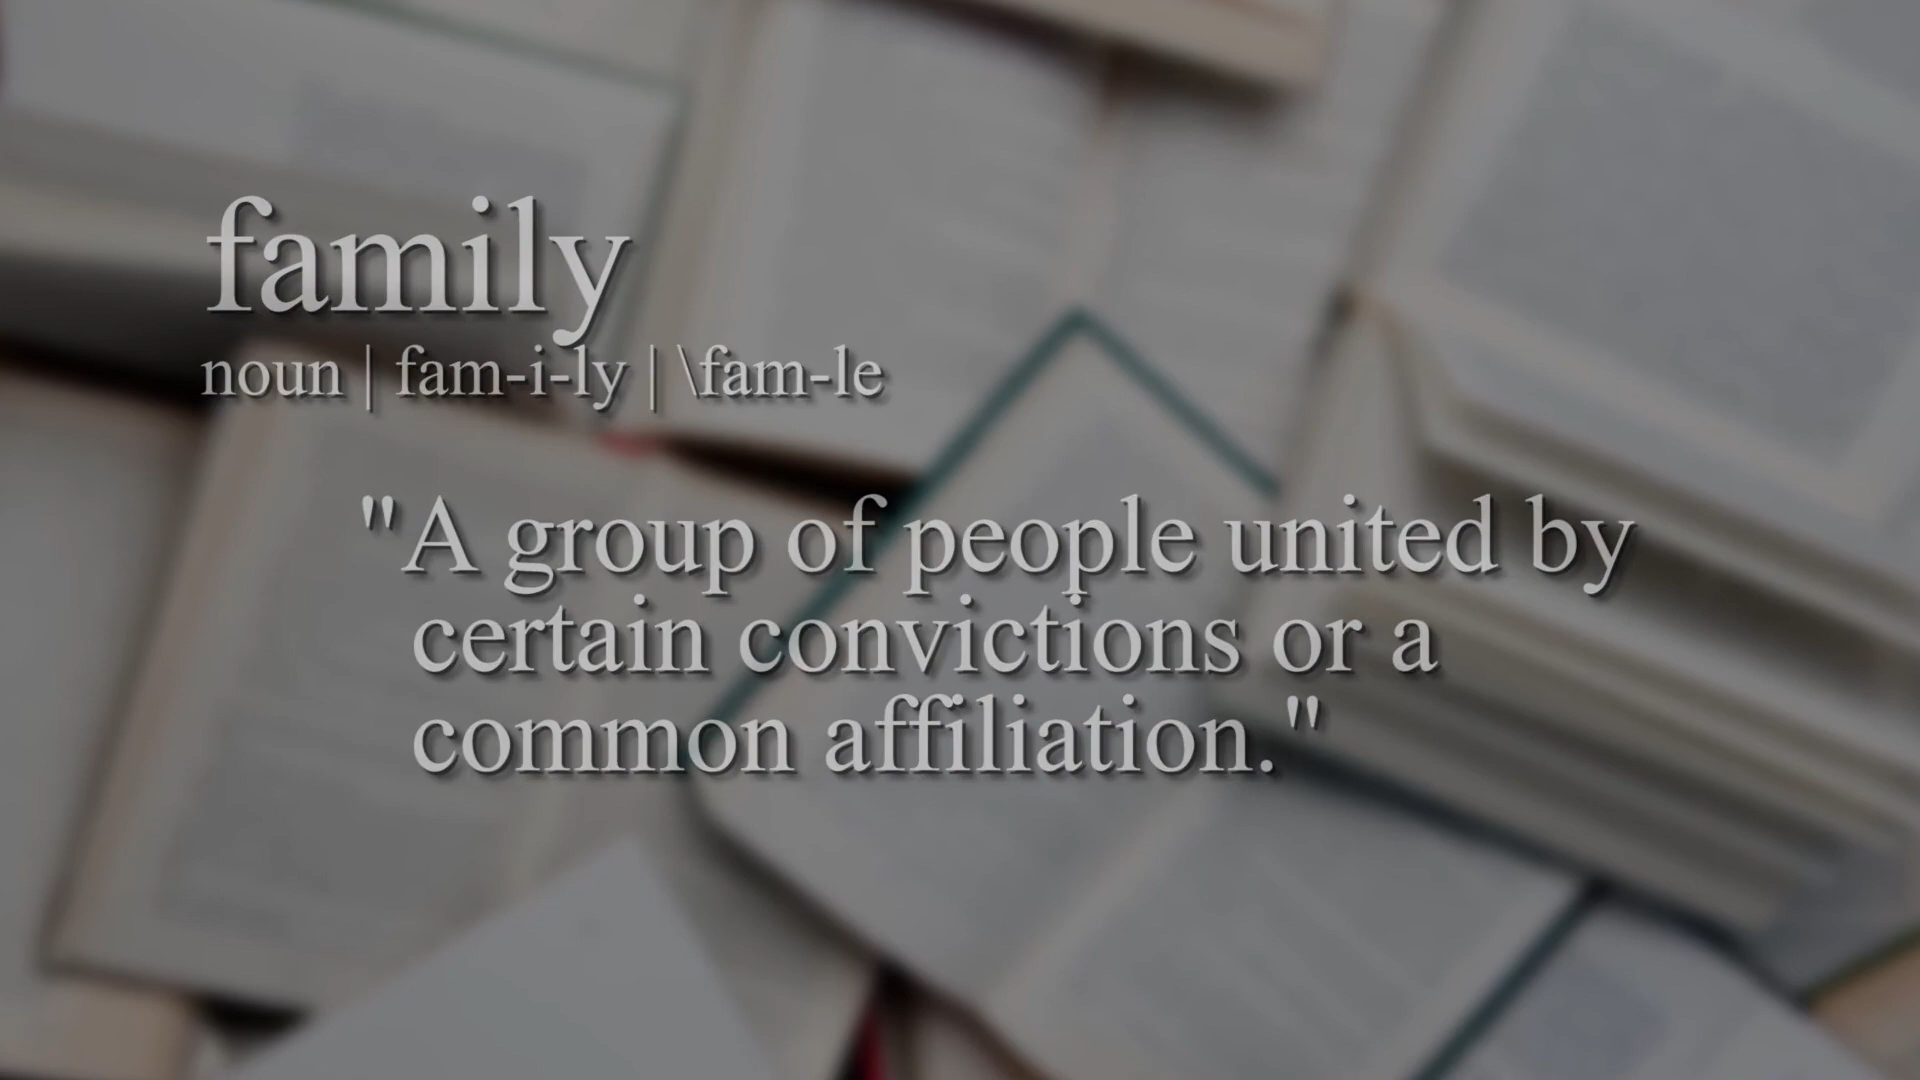 family
noun | fam-i-ly | \fam-le
"A group of people united by
certain convictions or a
common affiliation."